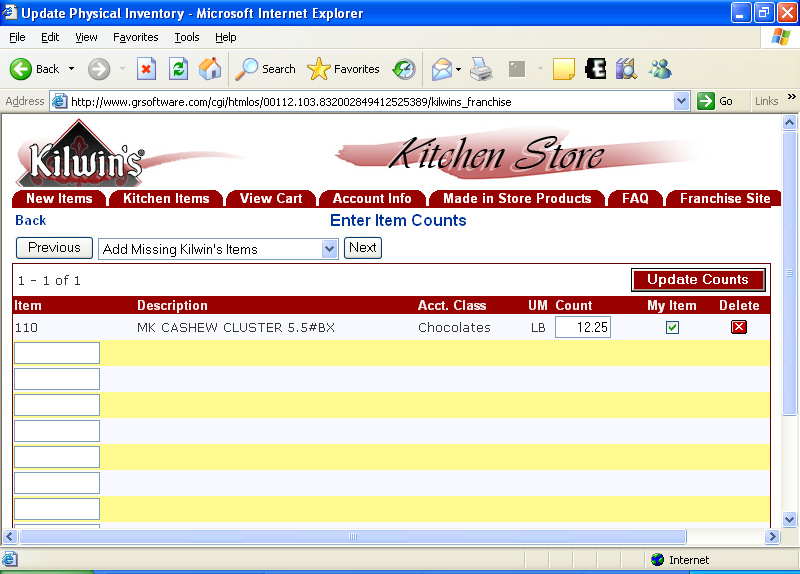 Update Physical Inventory - Microsoft Internet Explorer
File Edit View Favorites Tools Help
Back Search Favorites
Address http://www.grsoftware.com/cgi/htmlos/00112.103.832002849412525389/kilwins_franchise Go Links »
Kilwin's® Kitchen Store
New Items Kitchen Items View Cart Account Info Made in Store Products FAQ Franchise Site
Back Enter Item Counts
Previous Add Missing Kilwin's Items Next
1 - 1 of 1 Update Counts
Item Description Acct. Class UM Count My Item Delete
110 MK CASHEW CLUSTER 5.5#BX Chocolates LB 12.25
Internet